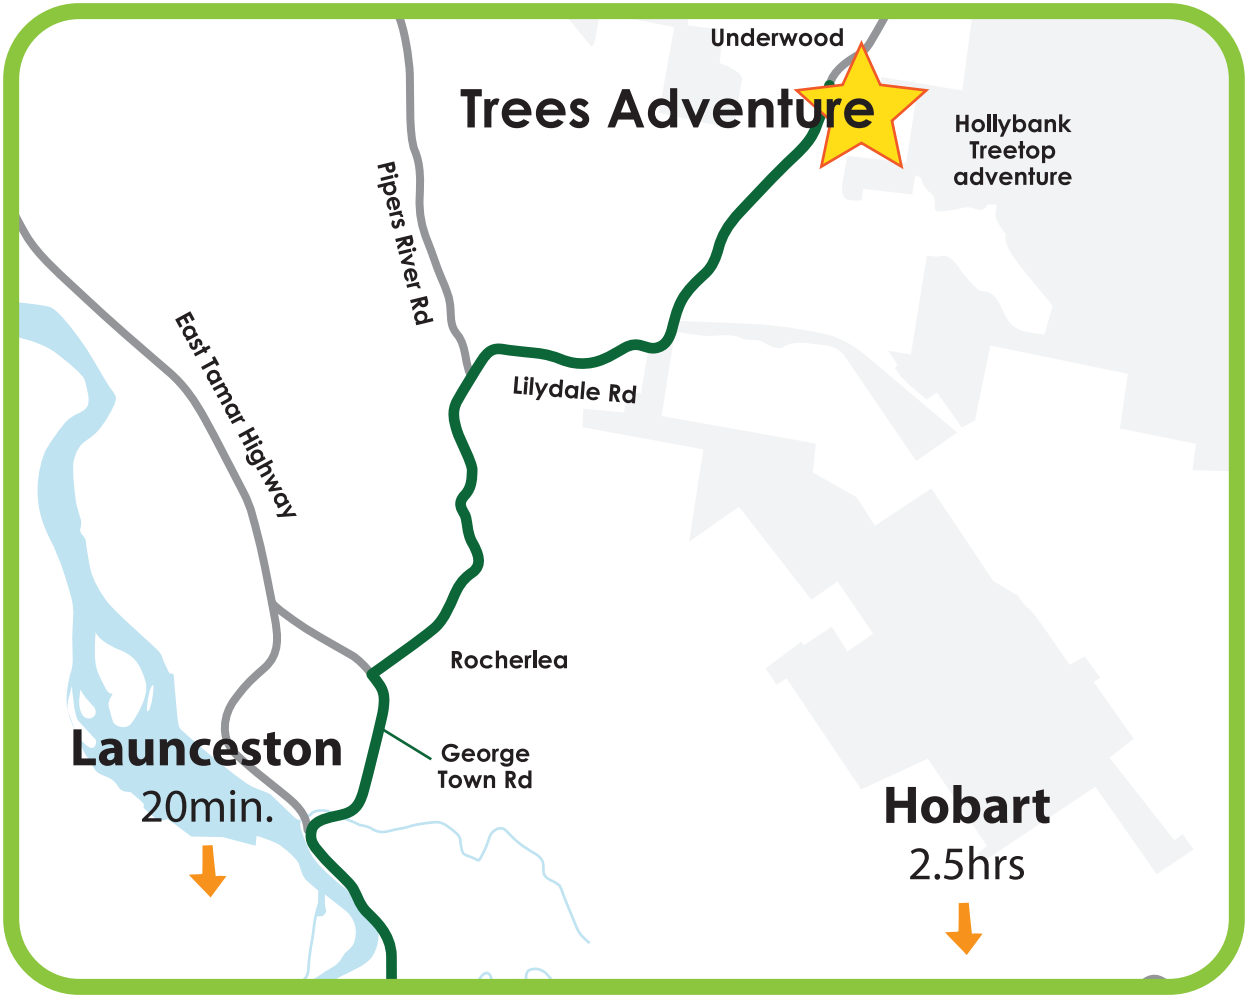 Underwood
Trees Adventure
Hollybank
Treetop
adventure
Pipers River Rd
East Tamar Highway
Lilydale Rd
Rocherlea
George
Town Rd
Launceston
20min.
Hobart
2.5hrs